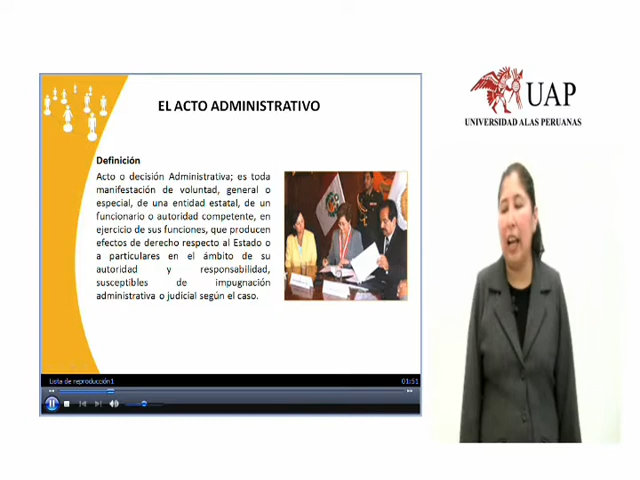 EL ACTO ADMINISTRATIVO
UAP
UNIVERSIDAD ALAS PERUANAS
Definición
Acto o decisión Administrativa; es toda
manifestación de voluntad, general o
especial, de una entidad estatal, de un
funcionario o autoridad competente, en
ejercicio de sus funciones, que producen
efectos de derecho respecto al Estado o
a particulares en el ámbito de su
autoridad y responsabilidad,
susceptibles de impugnación
administrativa o judicial según el caso.
Lista de reproducción1
01:51